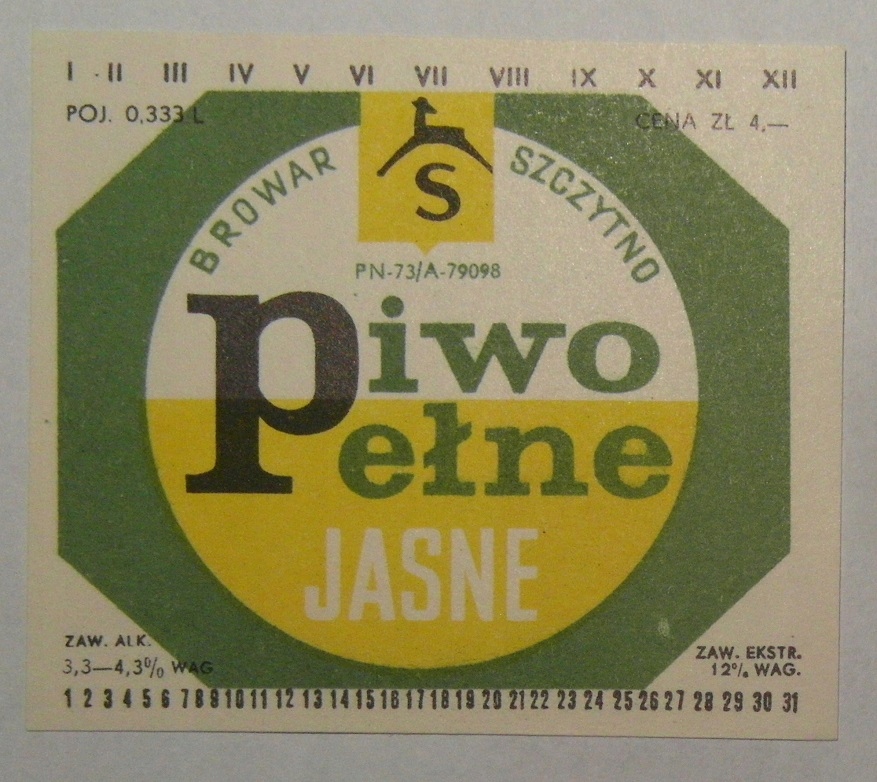 I II III IV V VI VII VIII IX X XI XII
POJ. 0,333 L
CENA ZŁ 4,—
S
BROWAR SZCZYTNO
PN-73/A-79098
piwo
pełne
JASNE
ZAW. ALK.
3,3—4,3% WAG
ZAW. EKSTR.
12% WAG.
1 2 3 4 5 6 7 8 9 10 11 12 13 14 15 16 17 18 19 20 21 22 23 24 25 26 27 28 29 30 31